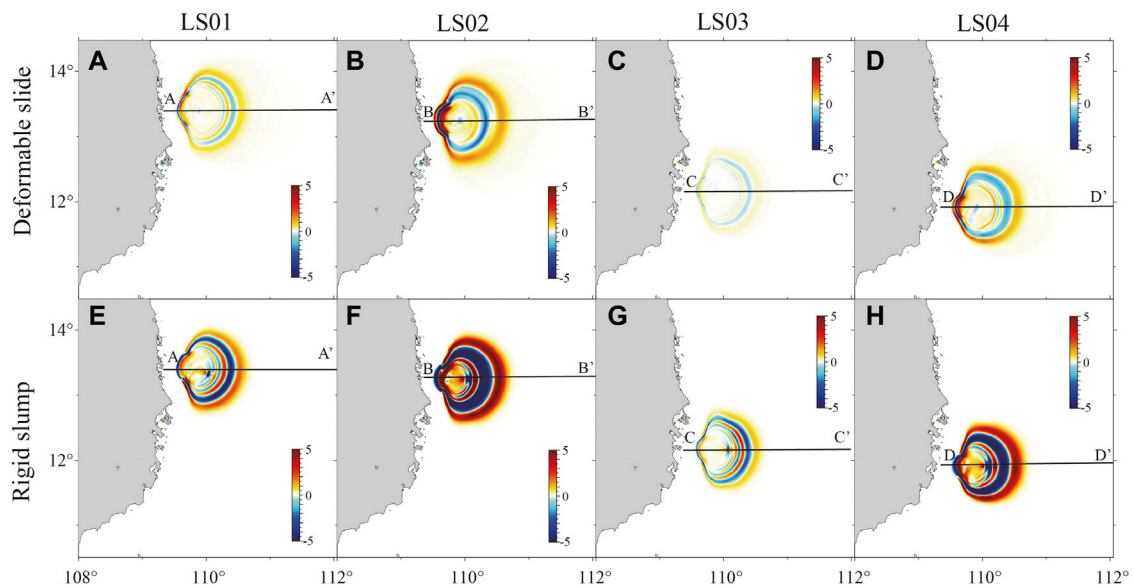 LS01 LS02 LS03 LS04
Deformable slide
14°
12°
A
A A'
5
0
-5
B
B B'
5
0
-5
C
5
0
-5
C C'
D
5
0
-5
D D'
Rigid slump
14°
12°
E
A A'
5
0
-5
F
B B'
5
0
-5
G
5
0
-5
C C'
H
5
0
-5
D D'
108° 110° 112° 110° 112° 110° 112° 110° 112°